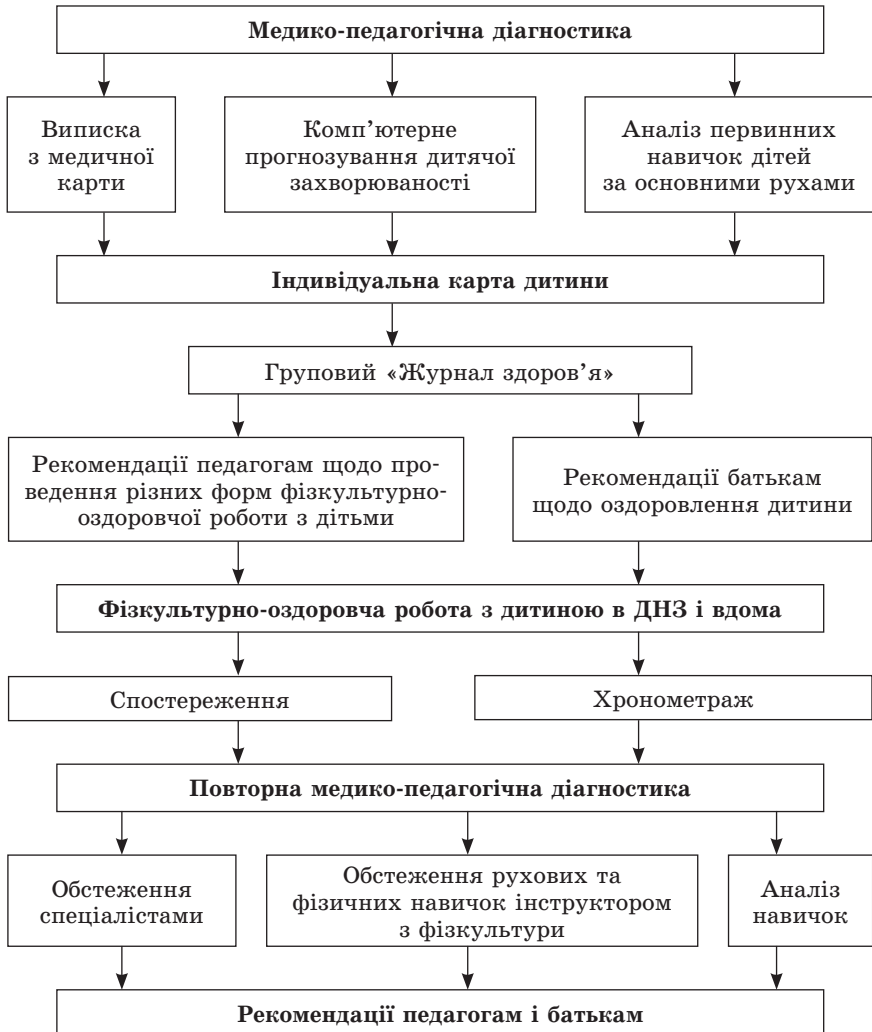 Медико-педагогічна діагностика
Виписка
з медичної
карти
Комп’ютерне
прогнозування дитячої
захворюваності
Аналіз первинних
навичок дітей
за основними рухами
Індивідуальна карта дитини
Груповий «Журнал здоров’я»
Рекомендації педагогам щодо про-
ведення різних форм фізкультурно-
оздоровчої роботи з дітьми
Рекомендації батькам
щодо оздоровлення дитини
Фізкультурно-оздоровча робота з дитиною в ДНЗ і вдома
Спостереження
Хронометраж
Повторна медико-педагогічна діагностика
Обстеження
спеціалістами
Обстеження рухових та
фізичних навичок інструктором
з фізкультури
Аналіз
навичок
Рекомендації педагогам і батькам